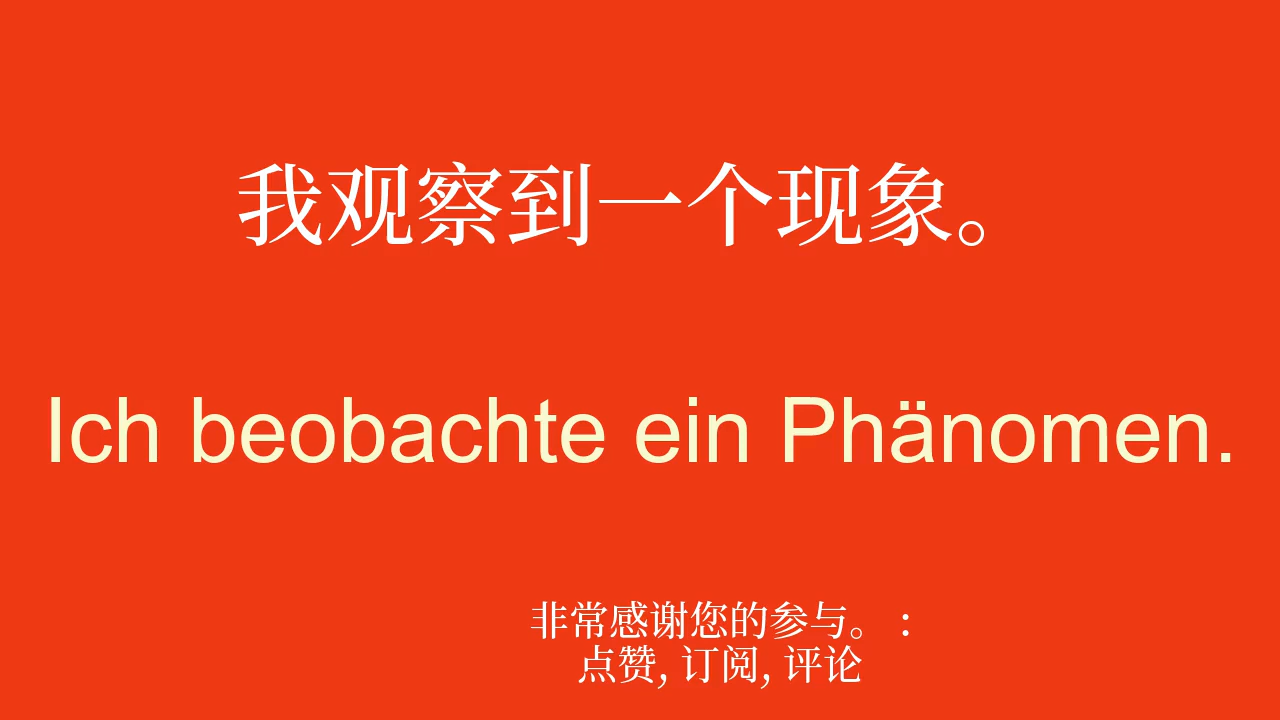 我观察到一个现象。
Ich beobachte ein Phänomen.
非常感谢您的参与。 :
点赞, 订阅, 评论